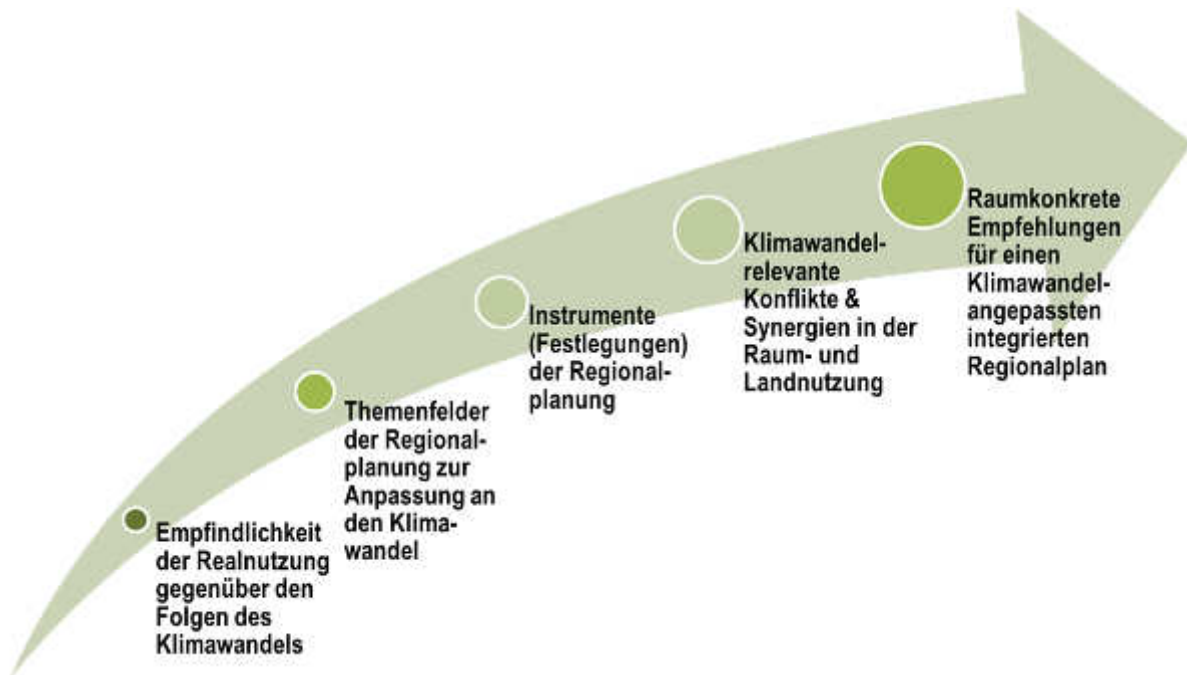 Empfindlichkeit
der Realnutzung
gegenüber den
Folgen des
Klimawandels
Themenfelder
der Regional-
planung zur
Anpassung an
den Klima-
wandel
Instrumente
(Festlegungen)
der Regional-
planung
Klimawandel-
relevante
Konflikte &
Synergien in der
Raum- und
Landnutzung
Raumkonkrete
Empfehlungen
für einen
Klimawandel-
angepassten
integrierten
Regionalplan